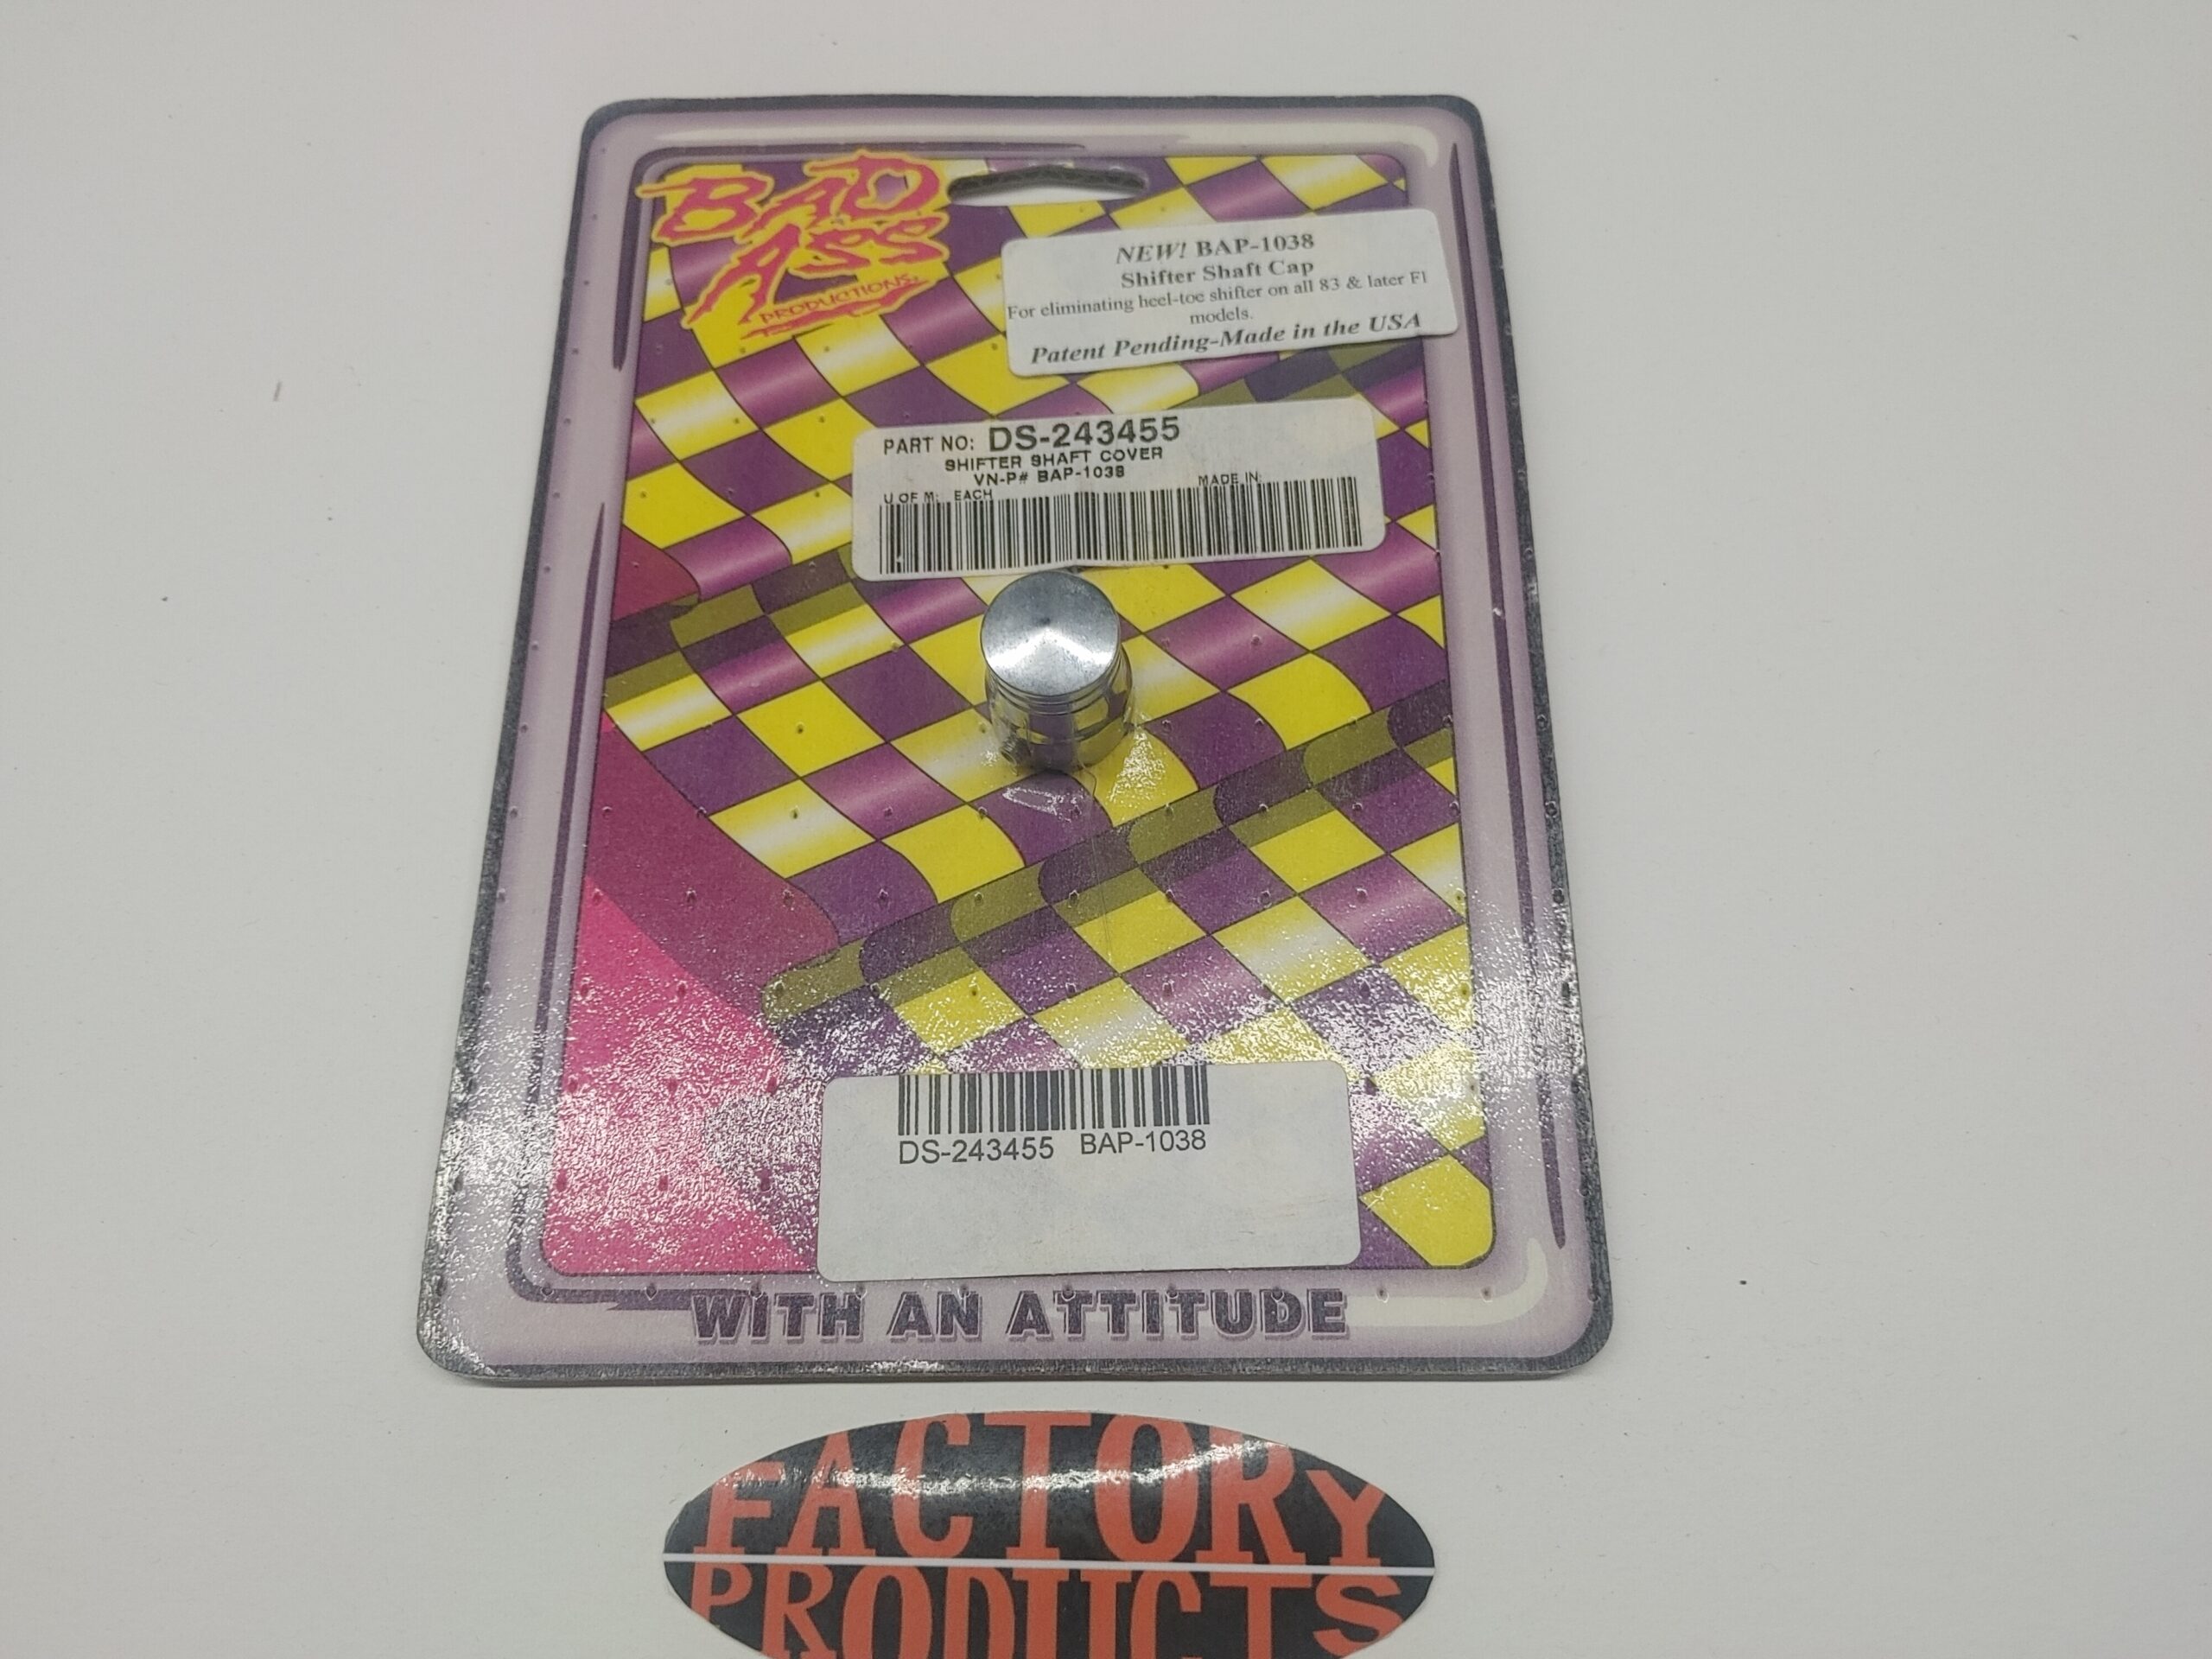 BAD
ASS
PRODUCTIONS.
NEW! BAP-1038
Shifter Shaft Cap
For eliminating heel-toe shifter on all 83 & later Fl
models.
Patent Pending-Made in the USA
PART NO: DS-243455
SHIFTER SHAFT COVER
VN-P# BAP-1038
U OF M: EACH MADE IN:
DS-243455 BAP-1038
WITH AN ATTITUDE
FACTORY
PRODUCTS